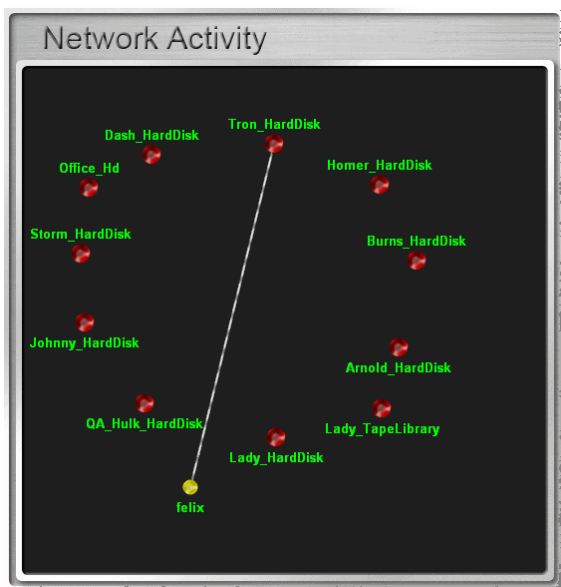 Network Activity
Tron_HardDisk
Dash_HardDisk
Office_Hd
Homer_HardDisk
Storm_HardDisk
Burns_HardDisk
Johnny_HardDisk
Arnold_HardDisk
QA_Hulk_HardDisk
Lady_TapeLibrary
Lady_HardDisk
felix